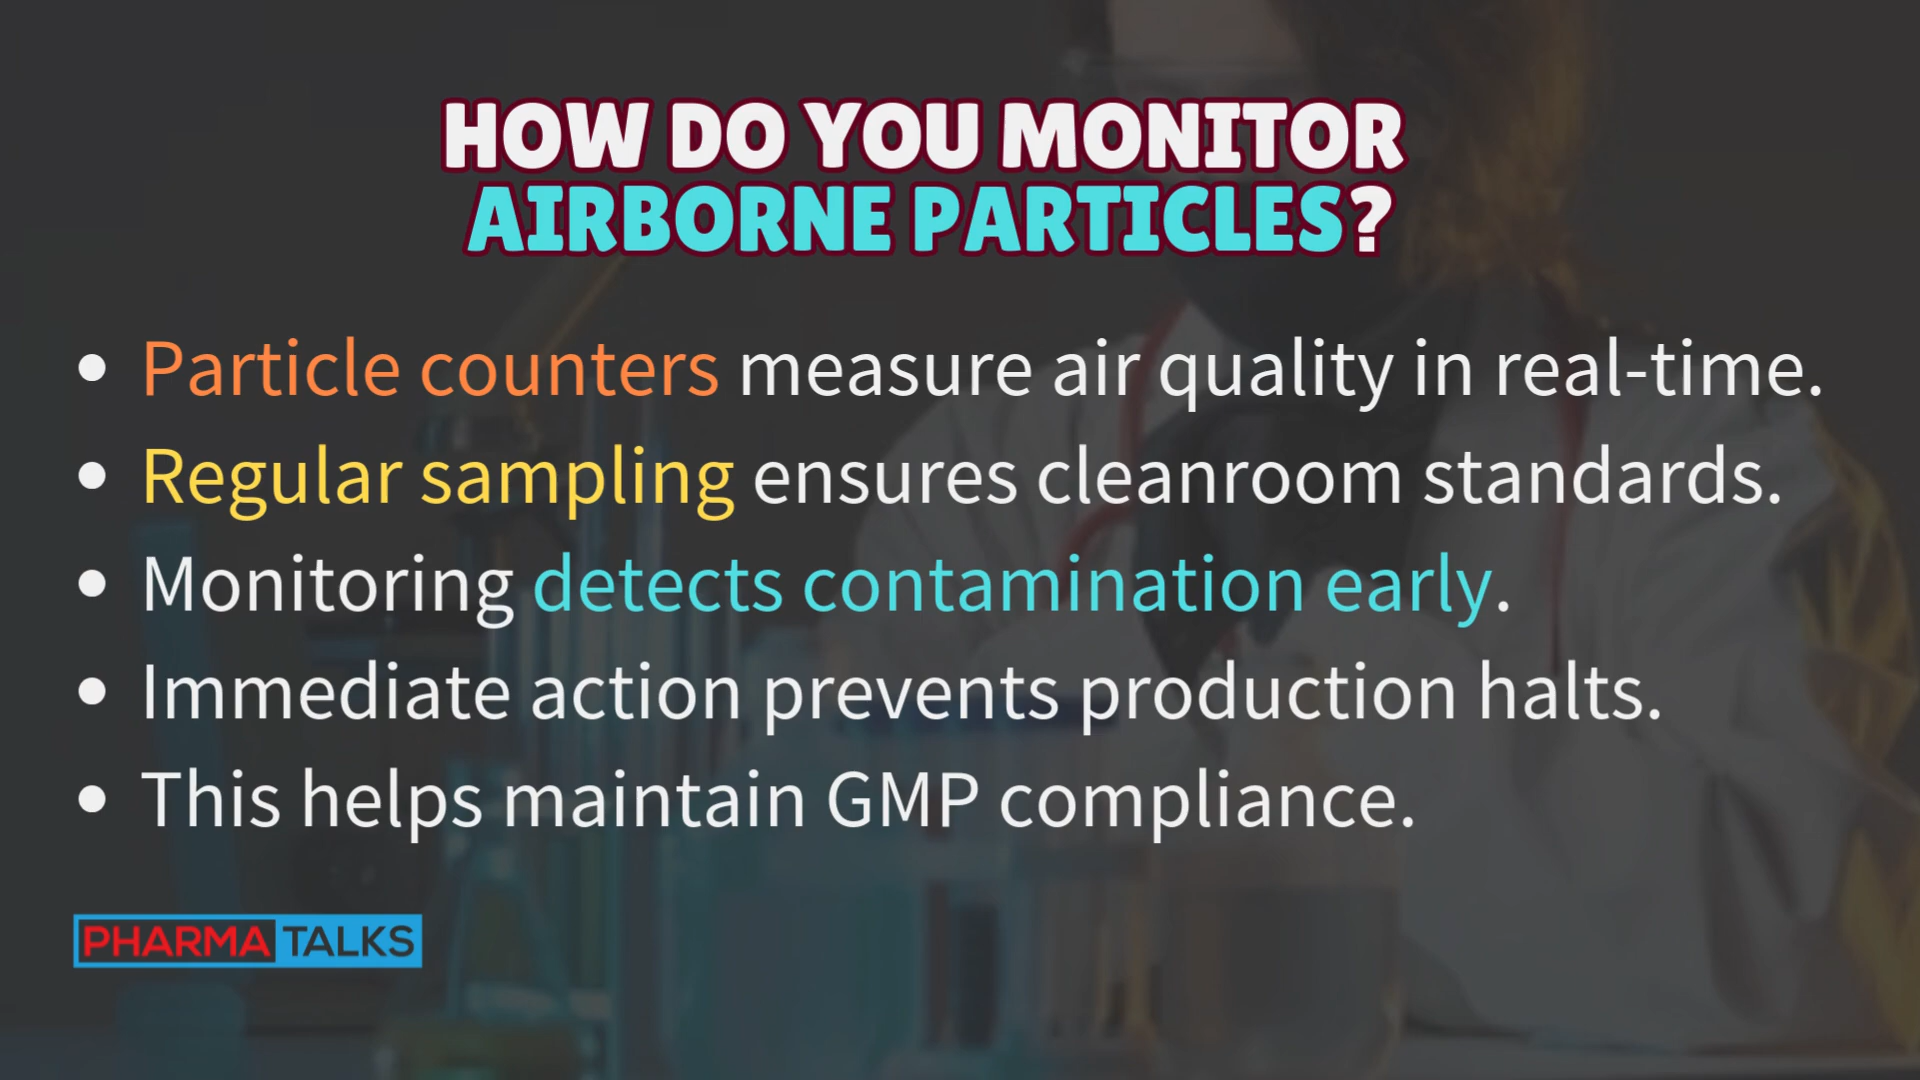 HOW DO YOU MONITOR
AIRBORNE PARTICLES?
• Particle counters measure air quality in real-time.
• Regular sampling ensures cleanroom standards.
• Monitoring detects contamination early.
• Immediate action prevents production halts.
• This helps maintain GMP compliance.
PHARMA TALKS